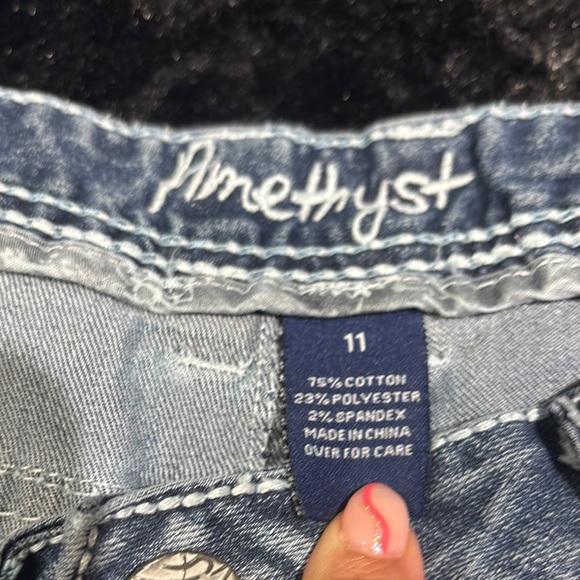 Amethyst
11
75% COTTON
23% POLYESTER
2% SPANDEX
MADE IN CHINA
OVER FOR CARE